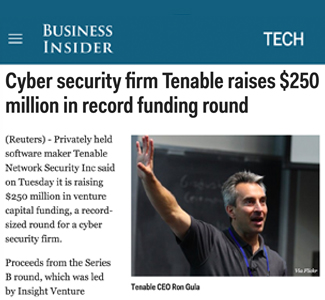 BUSINESS
INSIDER
TECH
Cyber security firm Tenable raises $250
million in record funding round
(Reuters) - Privately held
software maker Tenable
Network Security Inc said
on Tuesday it is raising
$250 million in venture
capital funding, a record-
sized round for a cyber
security firm.
Proceeds from the Series
B round, which was led
by Insight Venture
Via Flickr
Tenable CEO Ron Gula